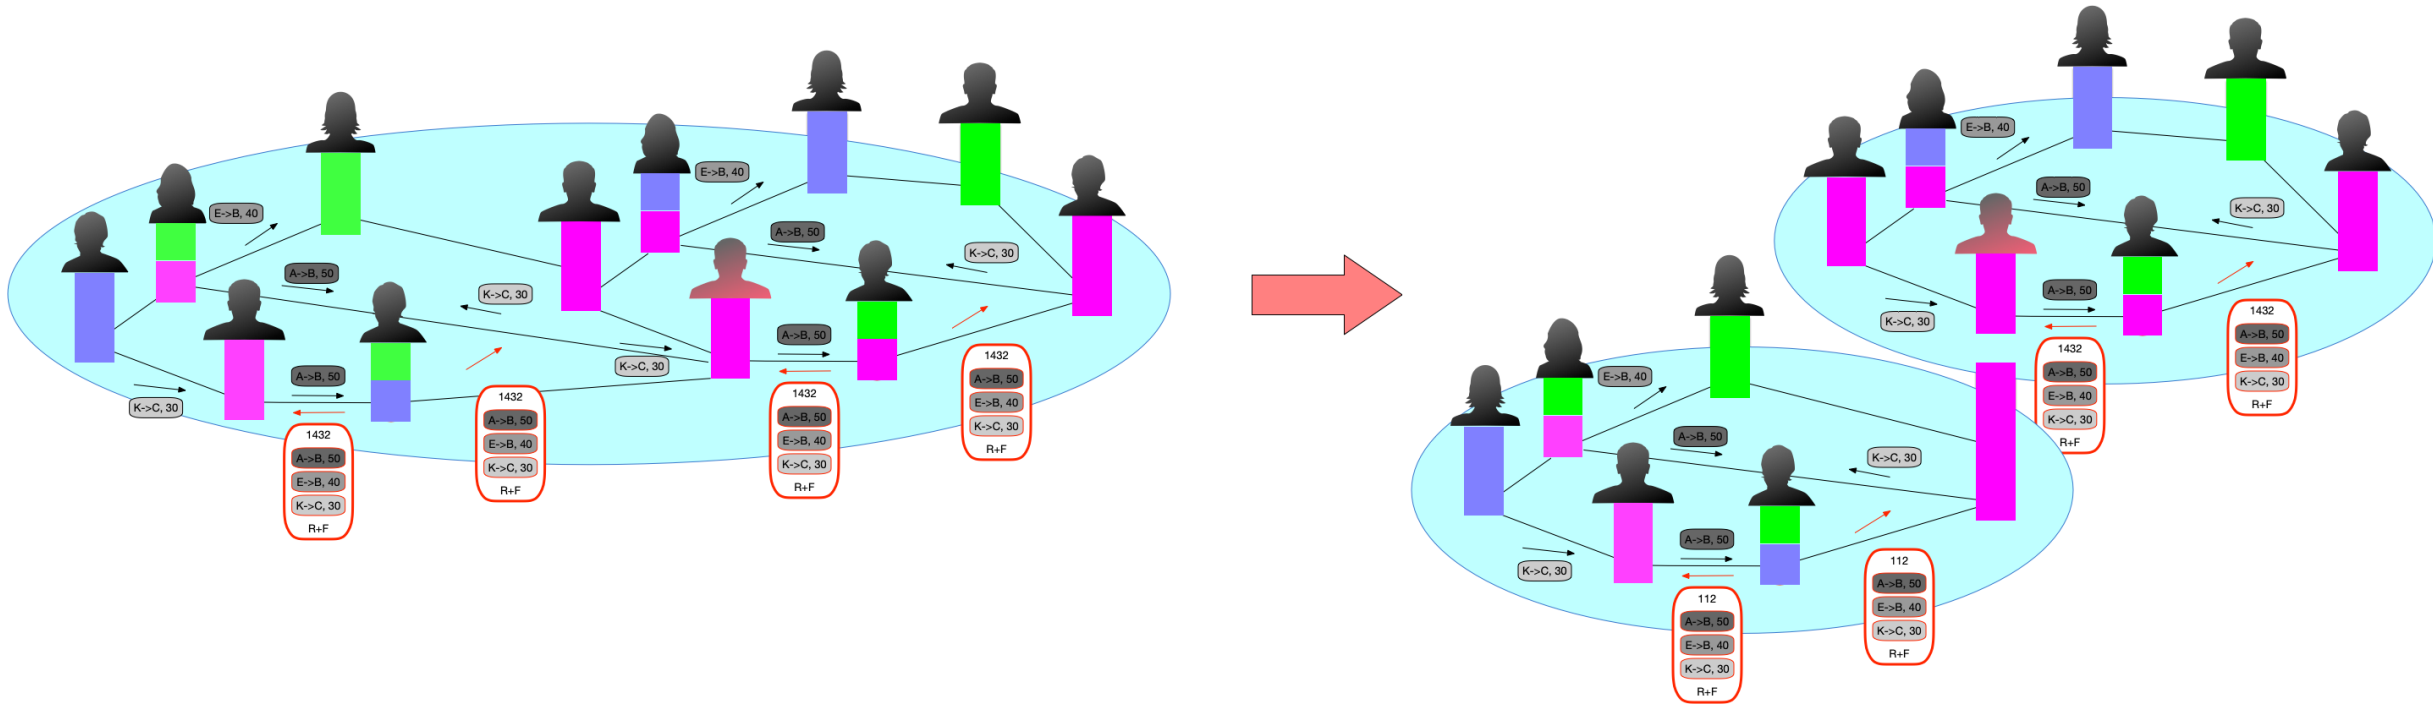 E->B, 40
A->B, 50
K->C, 30
K->C, 30
A->B, 50
1432
A->B, 50
E->B, 40
K->C, 30
R+F
1432
A->B, 50
E->B, 40
K->C, 30
R+F
E->B, 40
A->B, 50
K->C, 30
K->C, 30
A->B, 50
1432
A->B, 50
E->B, 40
K->C, 30
R+F
1432
A->B, 50
E->B, 40
K->C, 30
R+F
E->B, 40
A->B, 50
K->C, 30
K->C, 30
A->B, 50
1432
A->B, 50
E->B, 40
K->C, 30
R+F
1432
A->B, 50
E->B, 40
K->C, 30
R+F
E->B, 40
A->B, 50
K->C, 30
K->C, 30
A->B, 50
112
A->B, 50
E->B, 40
K->C, 30
R+F
112
A->B, 50
E->B, 40
K->C, 30
R+F